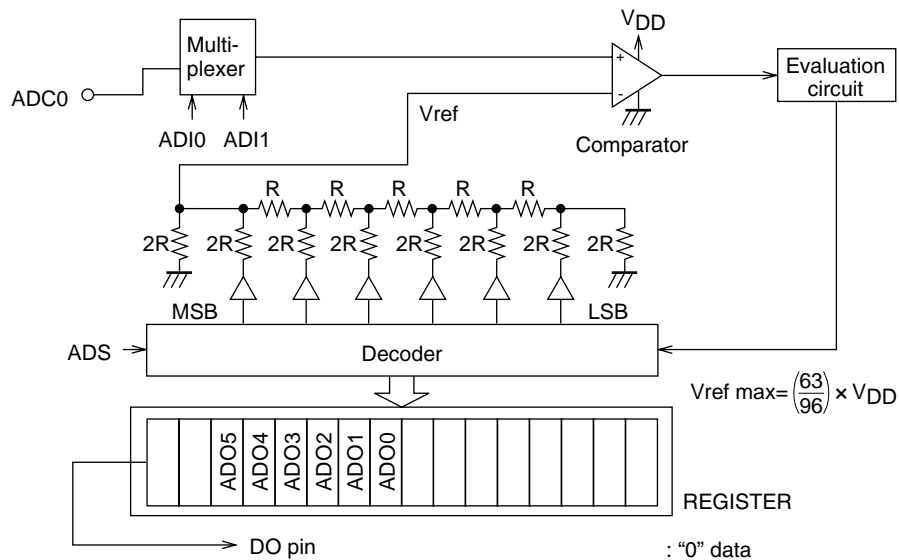 Multi-
plexer
ADC0
ADI0
ADI1
VDD
+
-
Vref
Comparator
Evaluation
circuit
R R R R R
2R 2R 2R 2R 2R 2R 2R 2R
MSB
LSB
ADS
Decoder
Vref max= (63/96) × VDD
ADO5 ADO4 ADO3 ADO2 ADO1 ADO0
REGISTER
DO pin
: “0” data